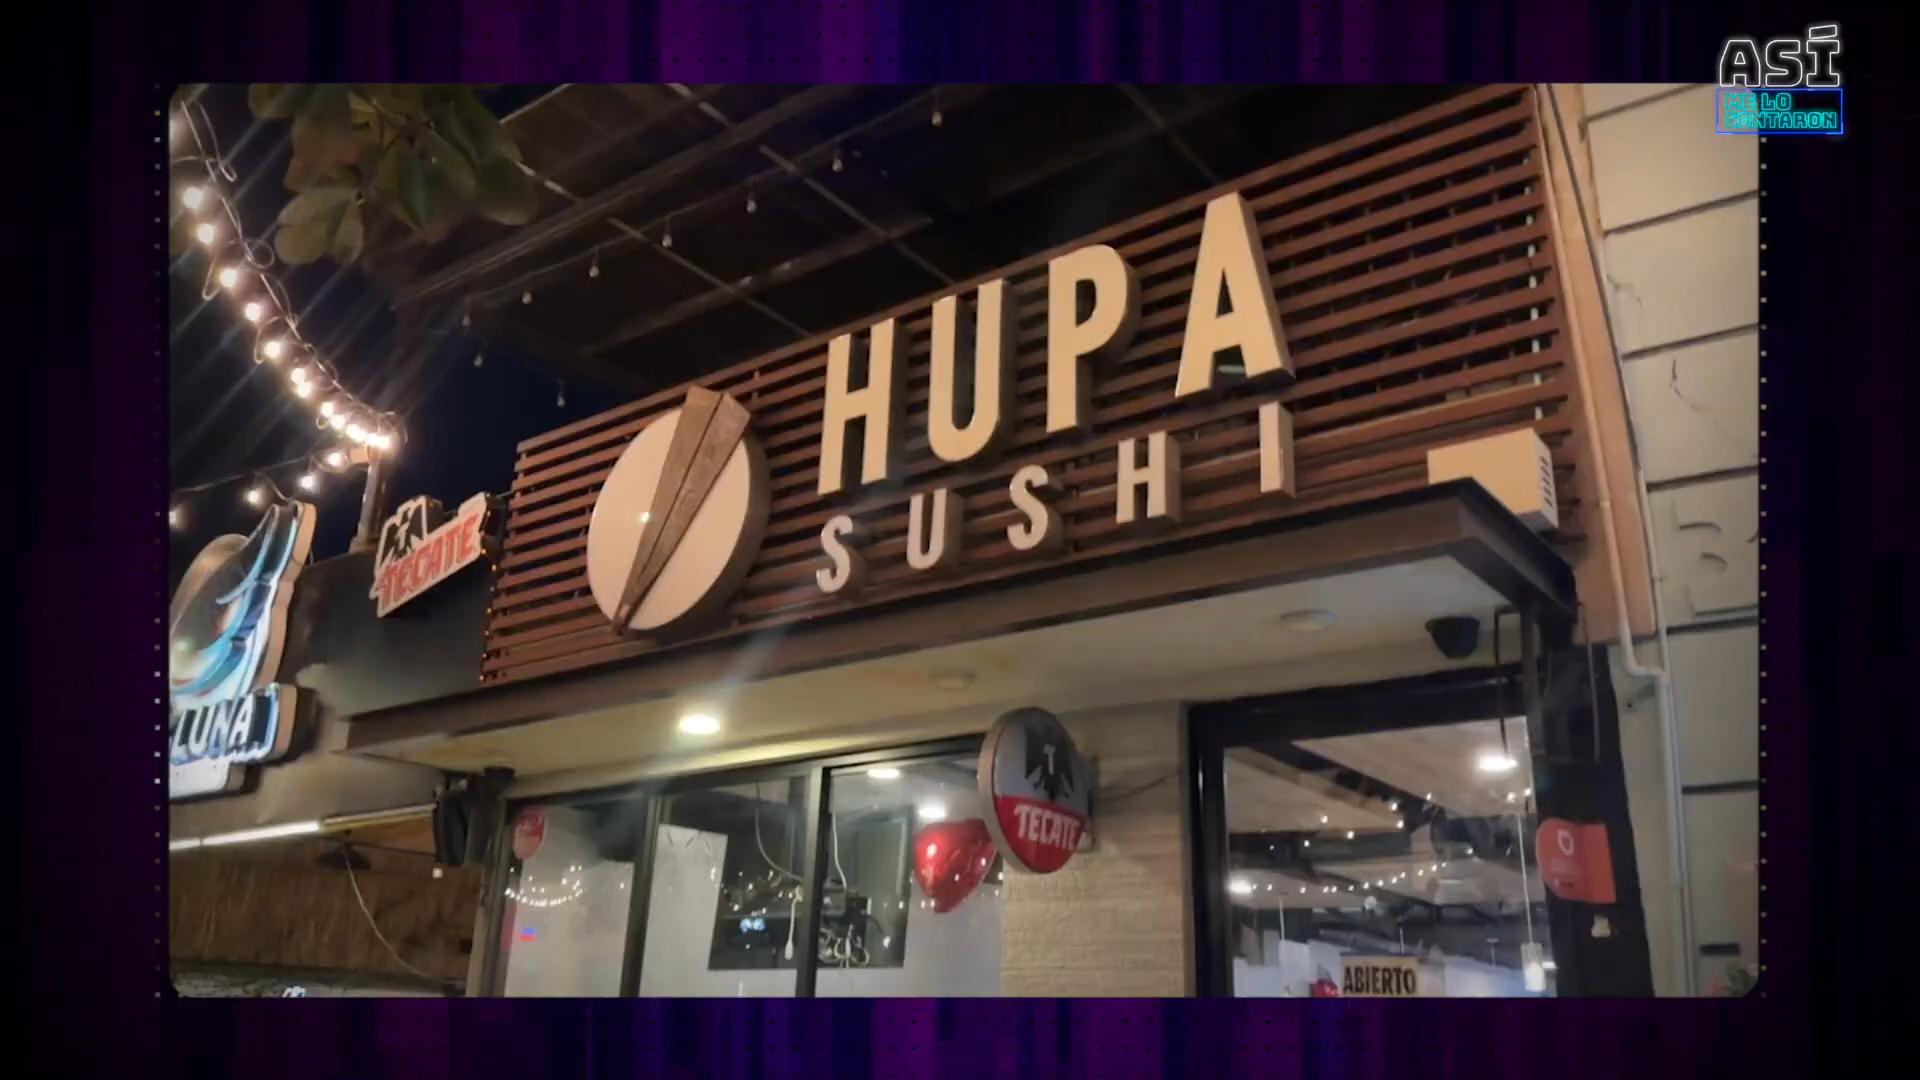 ASÍ
ME LO
CONTARON
HUPA
SUSHI
TECATE
LUNA
T
TECATE
ABIERTO